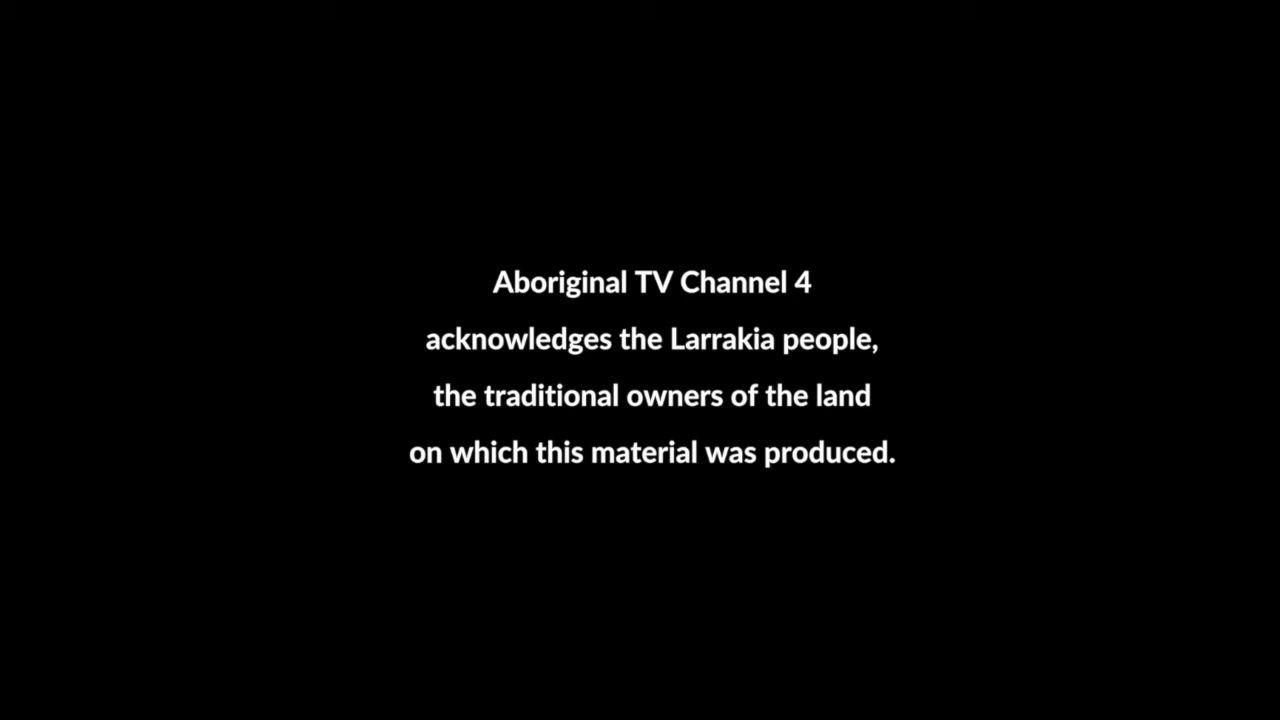 Aboriginal TV Channel 4
acknowledges the Larrakia people,
the traditional owners of the land
on which this material was produced.